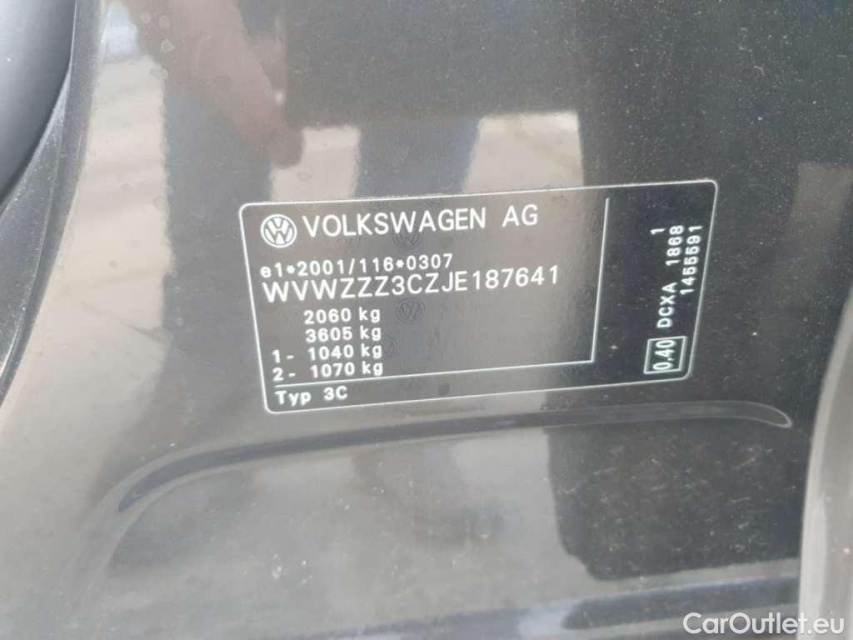 VOLKSWAGEN AG
e1*2001/116*0307
WVWZZZ3CZJE187641
2060 kg
3605 kg
1- 1040 kg
2- 1070 kg
Typ 3C
0.40 DCXA 1868 1
1455591
CarOutlet.eu